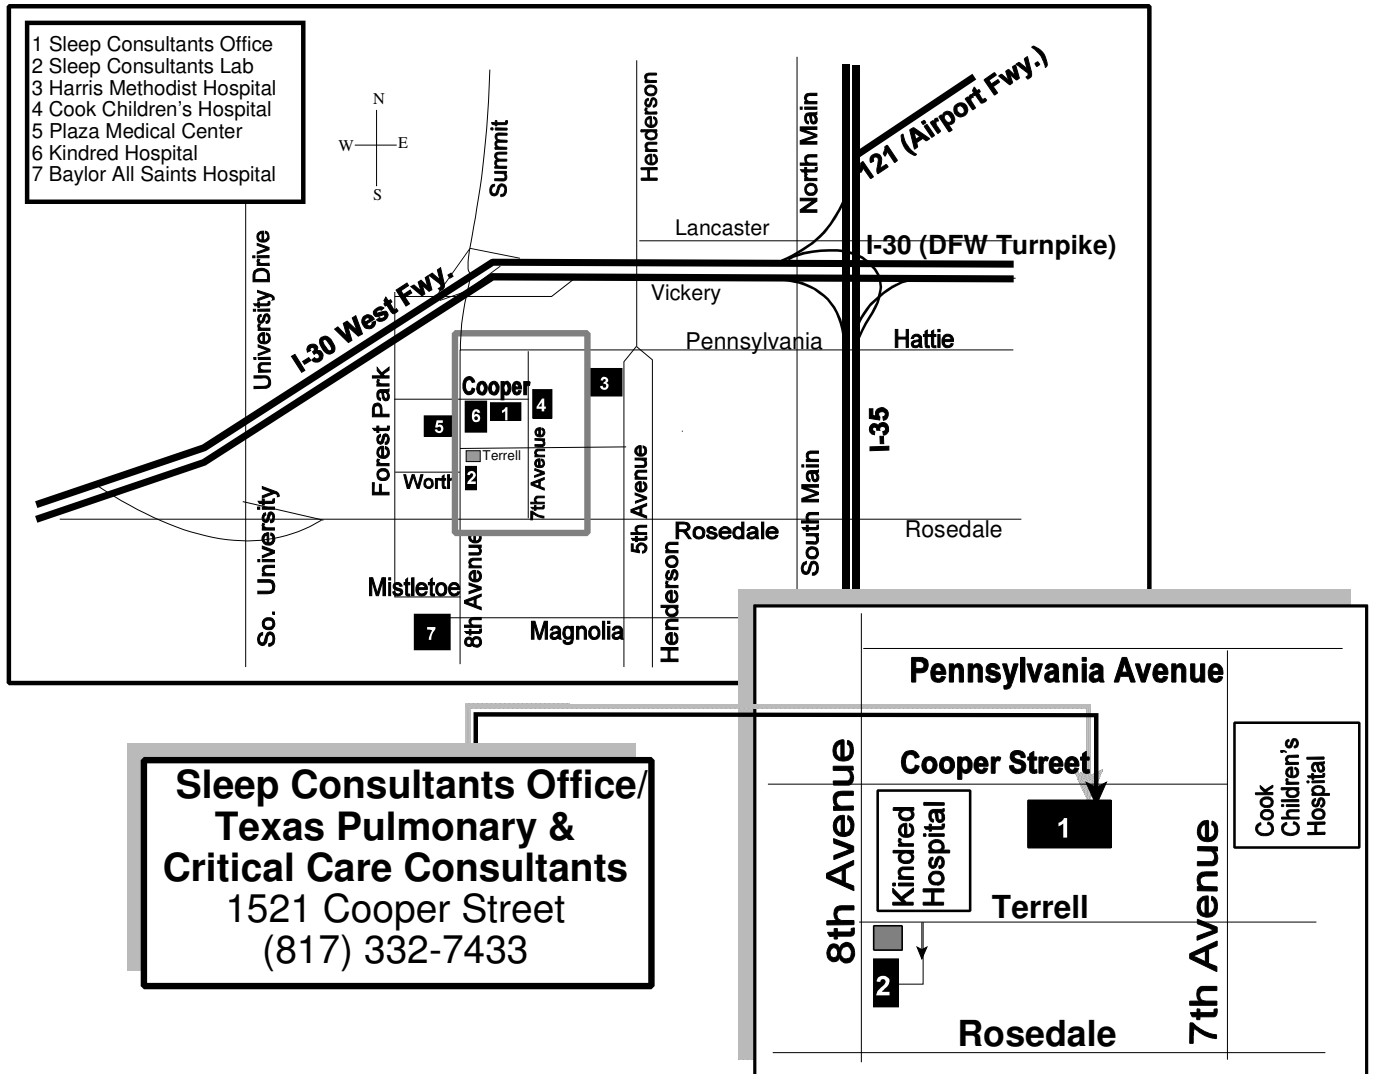 1 Sleep Consultants Office
2 Sleep Consultants Lab
3 Harris Methodist Hospital
4 Cook Children's Hospital
5 Plaza Medical Center
6 Kindred Hospital
7 Baylor All Saints Hospital
N
W
E
S
Summit
Henderson
North Main
121 (Airport Fwy.)
Lancaster
I-30 (DFW Turnpike)
University Drive
I-30 West Fwy.
Vickery
Pennsylvania
Hattie
Forest Park
Cooper
3
4
6
1
5
I-35
Terrell
7th Avenue
5th Avenue
Worth
2
South Main
So. University
Rosedale
Rosedale
Mistletoe
8th Avenue
Henderson
7
Magnolia
Pennsylvania Avenue
8th Avenue
Cooper Street
Cook
Children's
Hospital
Kindred
Hospital
1
7th Avenue
Terrell
2
Rosedale
Sleep Consultants Office/
Texas Pulmonary &
Critical Care Consultants
1521 Cooper Street
(817) 332-7433